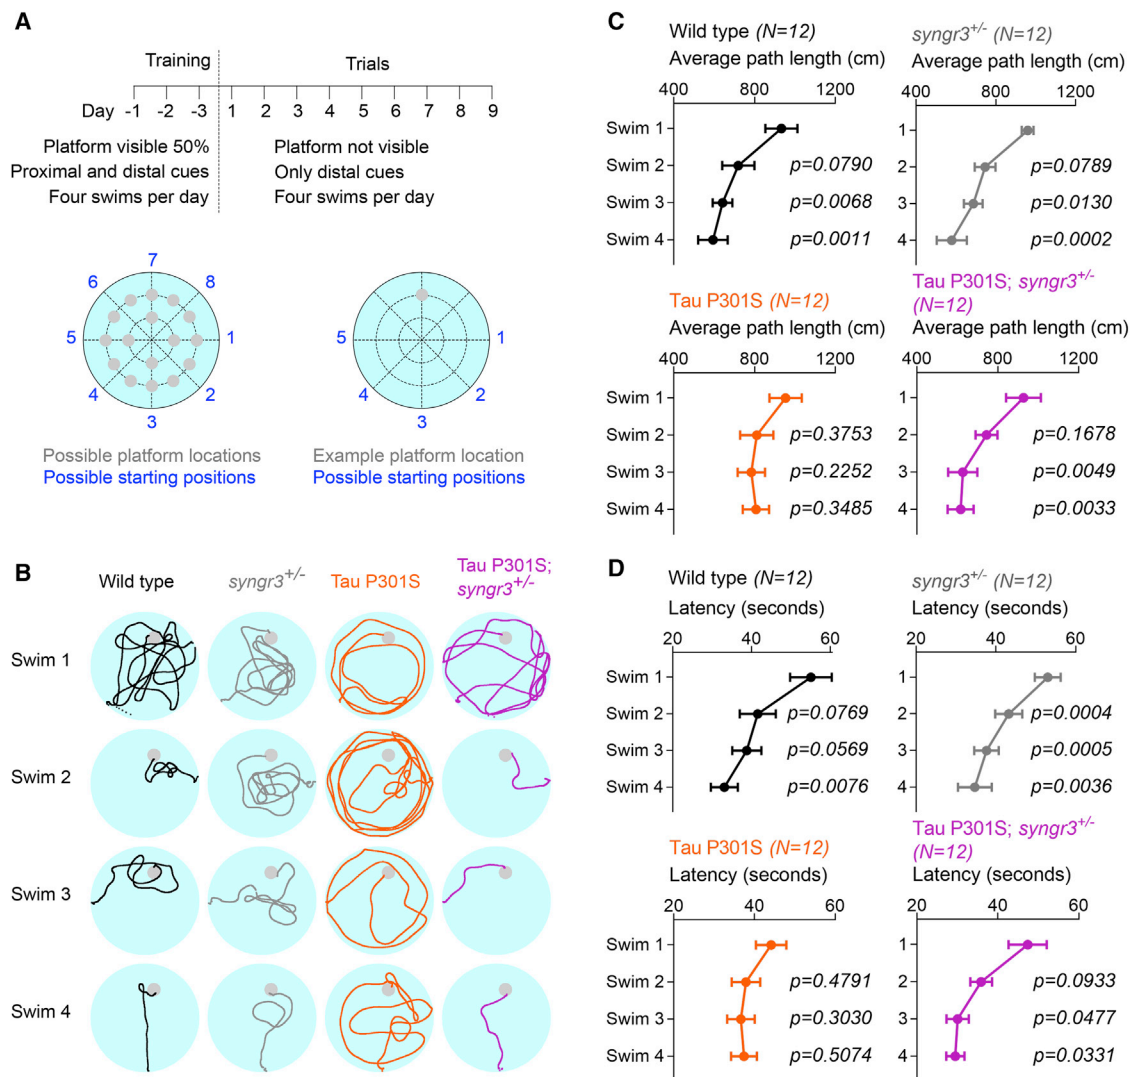 A
Training
Trials
Day -1 -2 -3 1 2 3 4 5 6 7 8 9
Platform visible 50%
Proximal and distal cues
Four swims per day
Platform not visible
Only distal cues
Four swims per day
7
6 8
5 1
4 2
3
5 1
4 2
3
Possible platform locations
Possible starting positions
Example platform location
Possible starting positions
B
Wild type
syngr3+/-
Tau P301S
Tau P301S;
syngr3+/-
Swim 1
Swim 2
Swim 3
Swim 4
C
Wild type (N=12)
Average path length (cm)
400 800 1200
Swim 1
Swim 2 p=0.0790
Swim 3 p=0.0068
Swim 4 p=0.0011
syngr3+/- (N=12)
Average path length (cm)
400 800 1200
1
2 p=0.0789
3 p=0.0130
4 p=0.0002
Tau P301S (N=12)
Average path length (cm)
400 800 1200
Swim 1
Swim 2 p=0.3753
Swim 3 p=0.2252
Swim 4 p=0.3485
Tau P301S; syngr3+/-
(N=12)
Average path length (cm)
400 800 1200
1
2 p=0.1678
3 p=0.0049
4 p=0.0033
D
Wild type (N=12)
Latency (seconds)
20 40 60
Swim 1
Swim 2 p=0.0769
Swim 3 p=0.0569
Swim 4 p=0.0076
syngr3+/- (N=12)
Latency (seconds)
20 40 60
1
2 p=0.0004
3 p=0.0005
4 p=0.0036
Tau P301S (N=12)
Latency (seconds)
20 40 60
Swim 1
Swim 2 p=0.4791
Swim 3 p=0.3030
Swim 4 p=0.5074
Tau P301S; syngr3+/-
(N=12)
Latency (seconds)
20 40 60
1
2 p=0.0933
3 p=0.0477
4 p=0.0331